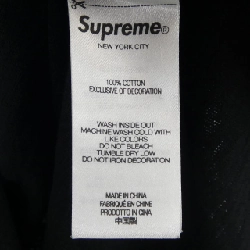 Supreme®
NEW YORK CITY
100% COTTON
EXCLUSIVE OF DECORATION
WASH INSIDE OUT
MACHINE WASH COLD WITH
LIKE COLORS
DO NOT BLEACH
TUMBLE DRY LOW
DO NOT IRON DECORATION
MADE IN CHINA
FABRIQUÉ EN CHINE
PRODOTTO IN CINA
中国製